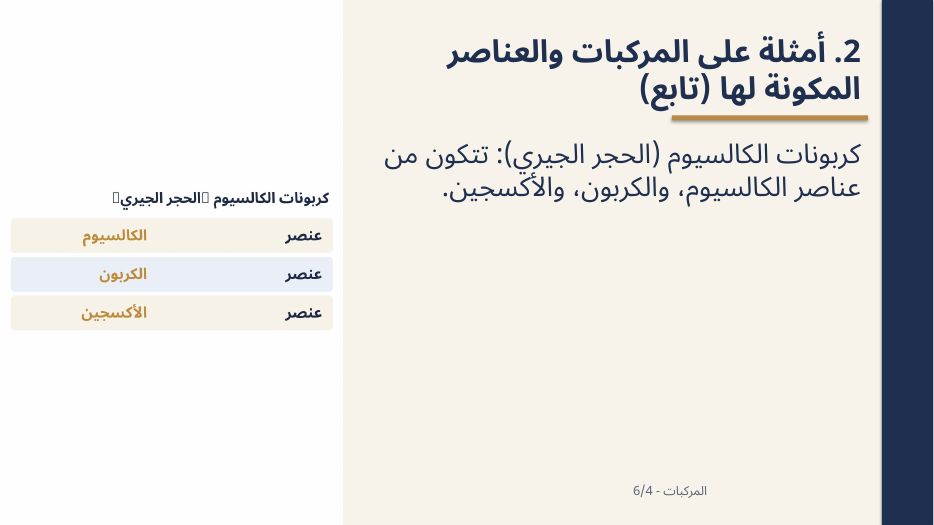 2. أمثلة على المركبات والعناصر
المكونة لها (تابع)
كربونات الكالسيوم (الحجر الجيري): تتكون من
عناصر الكالسيوم، والكربون، والأكسجين.
كربونات الكالسيوم ▯الحجر الجيري▯
عنصر الكالسيوم
عنصر الكربون
عنصر الأكسجين
المركبات - 6/4